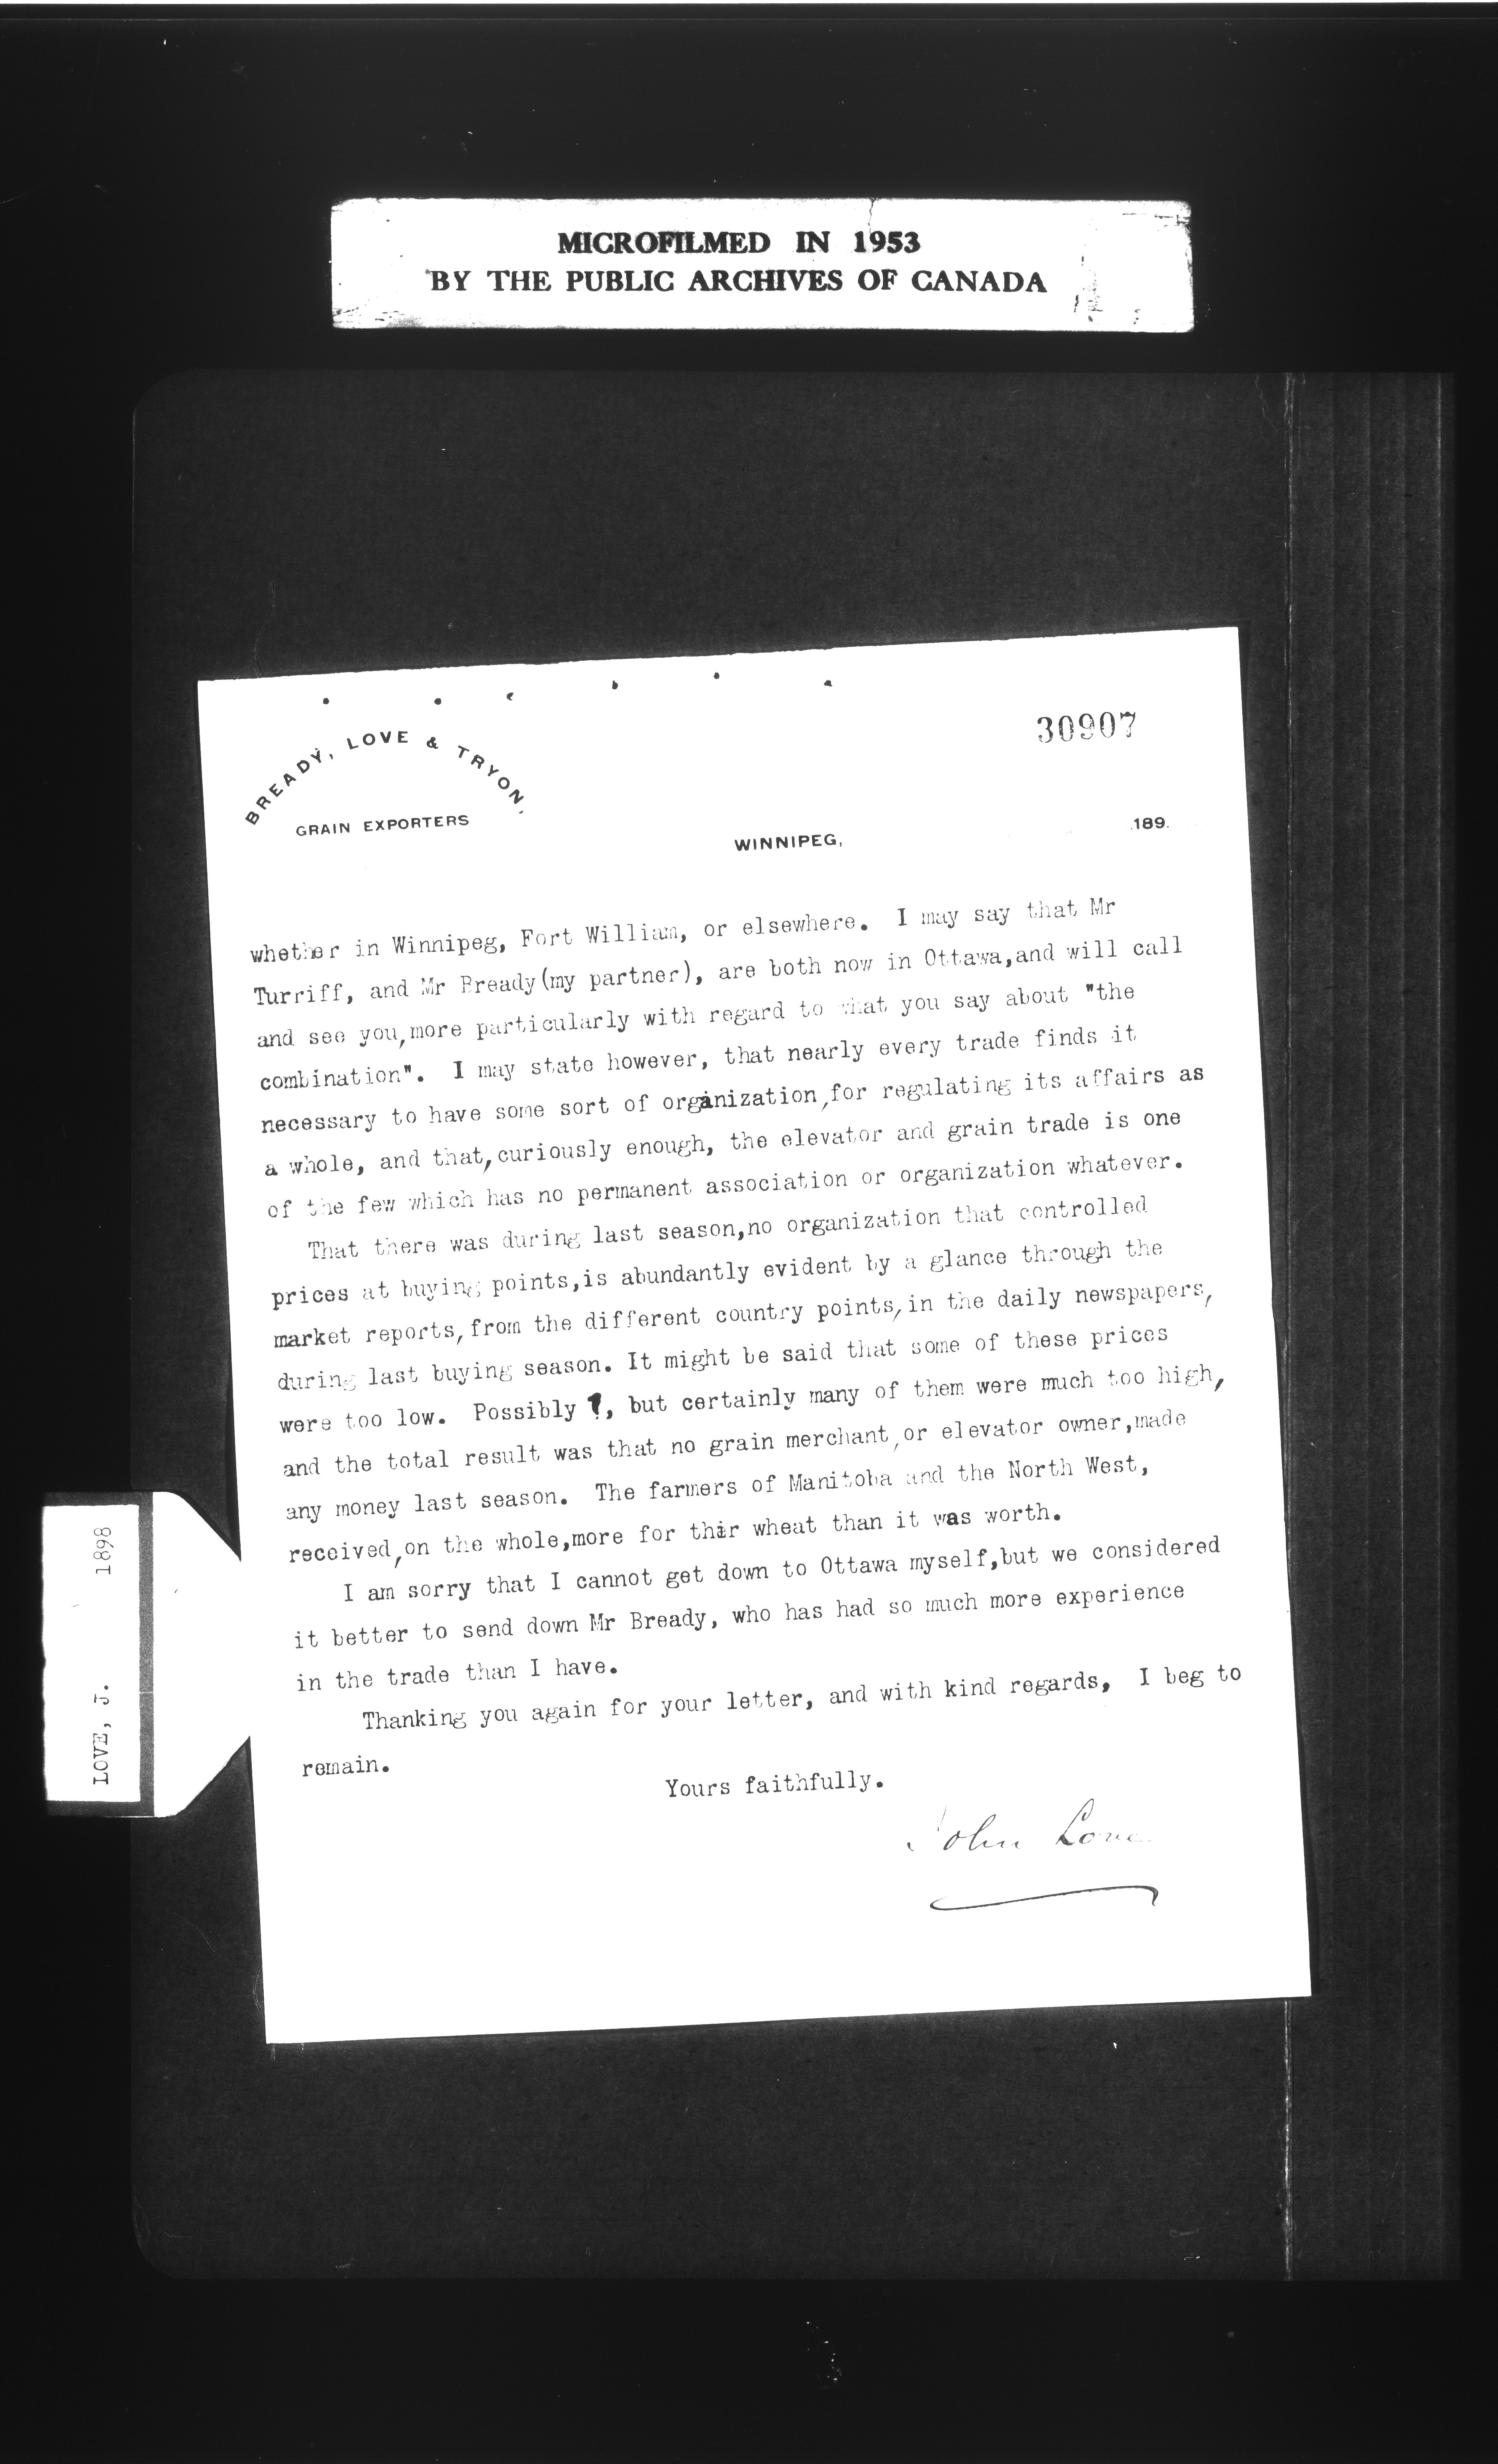 MICROFILMED IN 1953
BY THE PUBLIC ARCHIVES OF CANADA
30907
BREADY, LOVE & TRYON,
GRAIN EXPORTERS
WINNIPEG,
189.
whether in Winnipeg, Fort William, or elsewhere. I may say that Mr
Turriff, and Mr Bready(my partner), are both now in Ottawa,and will call
and see you,more particularly with regard to what you say about "the
combination". I may state however, that nearly every trade finds it
necessary to have some sort of organization,for regulating its affairs as
a whole, and that,curiously enough, the elevator and grain trade is one
of the few which has no permanent association or organization whatever.
That there was during last season,no organization that controlled
prices at buying points,is abundantly evident by a glance through the
market reports,from the different country points,in the daily newspapers,
during last buying season. It might be said that some of these prices
were too low. Possibly ?, but certainly many of them were much too high,
and the total result was that no grain merchant,or elevator owner,made
any money last season. The farmers of Manitoba and the North West,
received,on the whole,more for thir wheat than it was worth.
I am sorry that I cannot get down to Ottawa myself,but we considered
it better to send down Mr Bready, who has had so much more experience
in the trade than I have.
Thanking you again for your letter, and with kind regards, I beg to
remain.
Yours faithfully.
John Love
LOVE, J. 1898